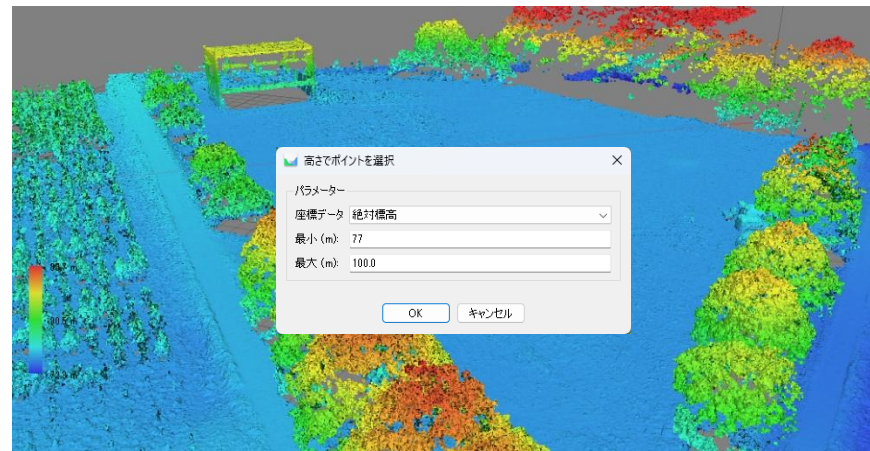 高さでポイントを選択
パラメーター
座標データ 絶対標高
最小 (m): 77
最大 (m): 100.0
OK キャンセル